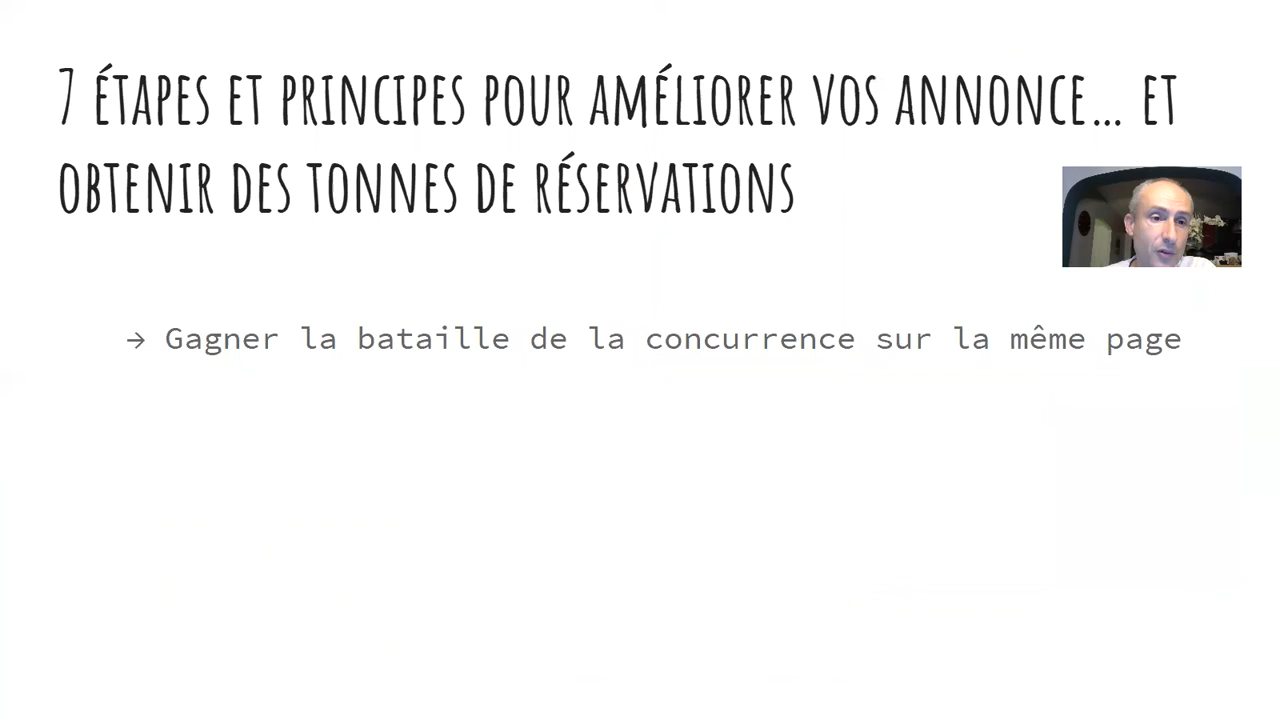 7 ÉTAPES ET PRINCIPES POUR AMÉLIORER VOS ANNONCE... ET
OBTENIR DES TONNES DE RÉSERVATIONS
→ Gagner la bataille de la concurrence sur la même page